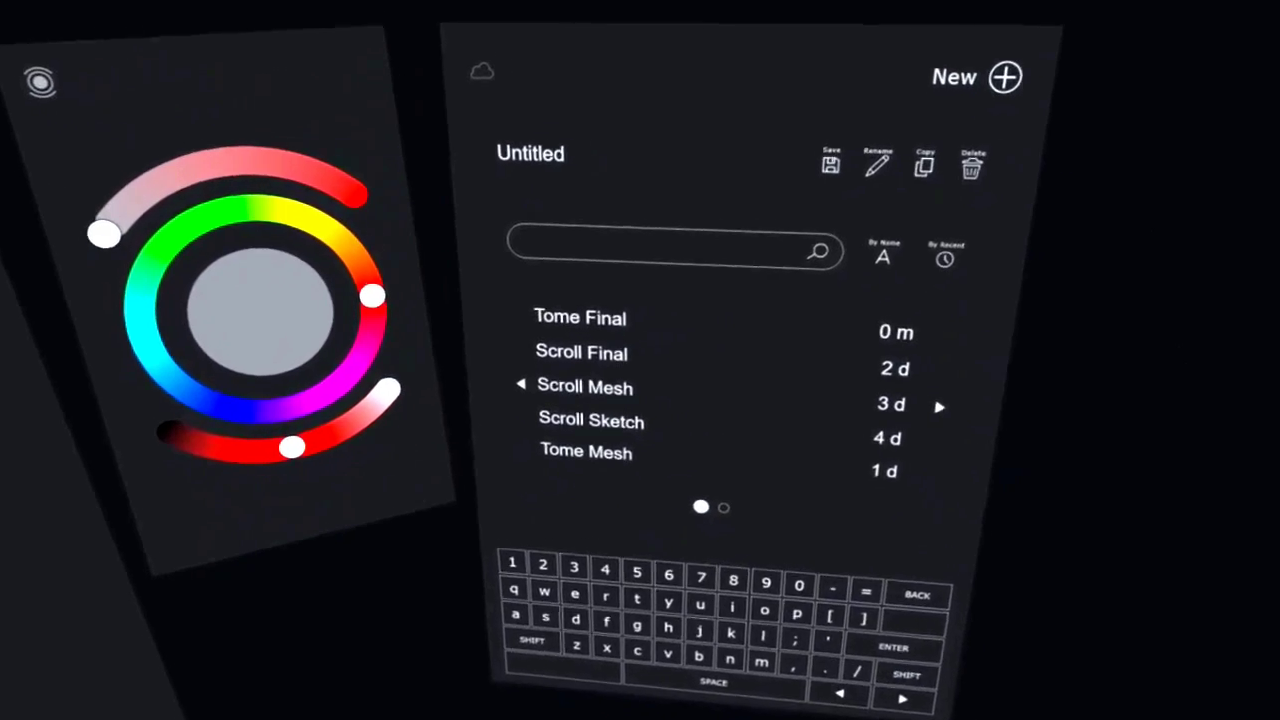 New
Untitled
Save Rename Copy Delete
By Name By Recent
A
Tome Final 0 m
Scroll Final 2 d
Scroll Mesh 3 d
Scroll Sketch 4 d
Tome Mesh 1 d
1 2 3 4 5 6 7 8 9 0 - = BACK
q w e r t y u i o p [ ]
a s d f g h j k l ; ' ENTER
SHIFT z x c v b n m , . / SHIFT
SPACE